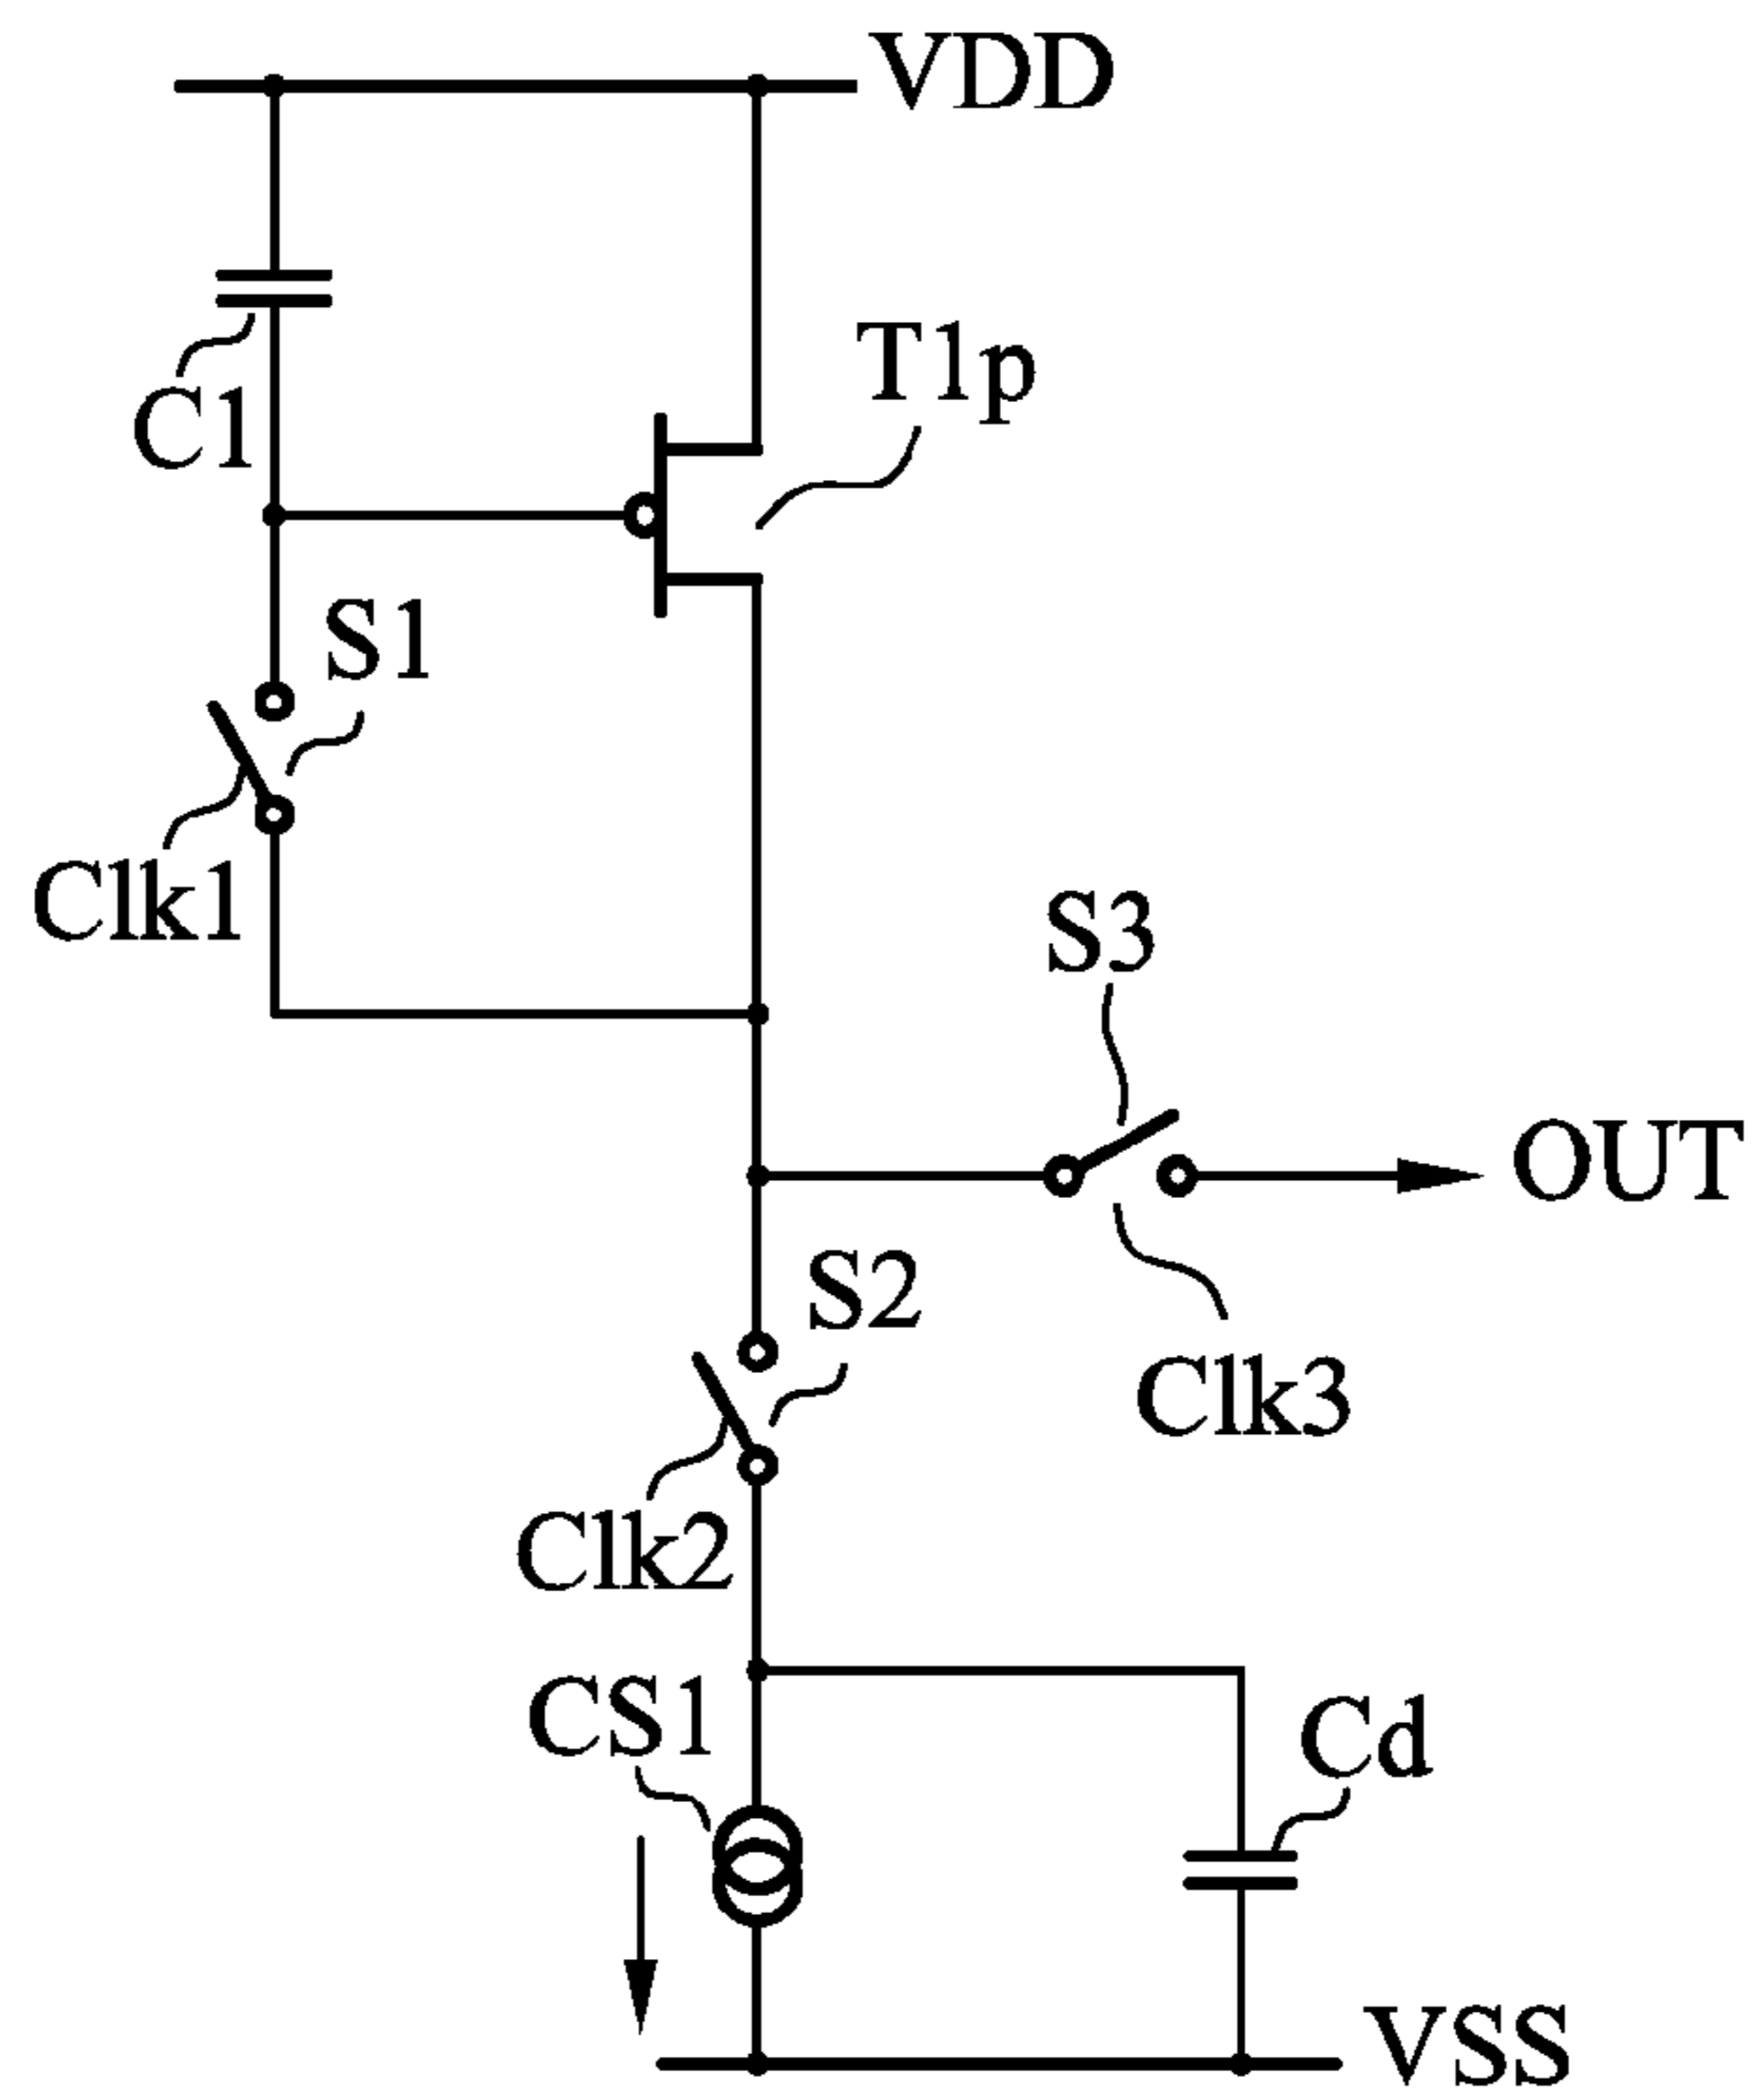 VDD
T1p
C1
S1
Clk1
S3
OUT
S2
Clk3
Clk2
CS1
Cd
VSS